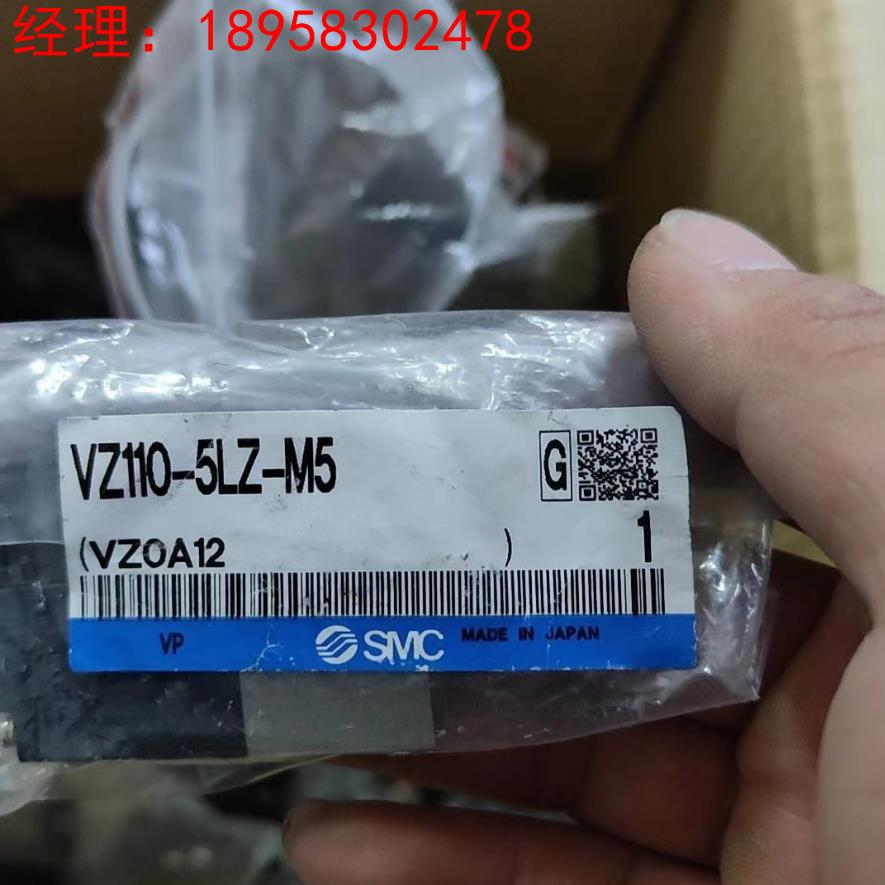 经理：18958302478
VZ110-5LZ-M5
G
(VZ0A12 )
1
VP SMC MADE IN JAPAN